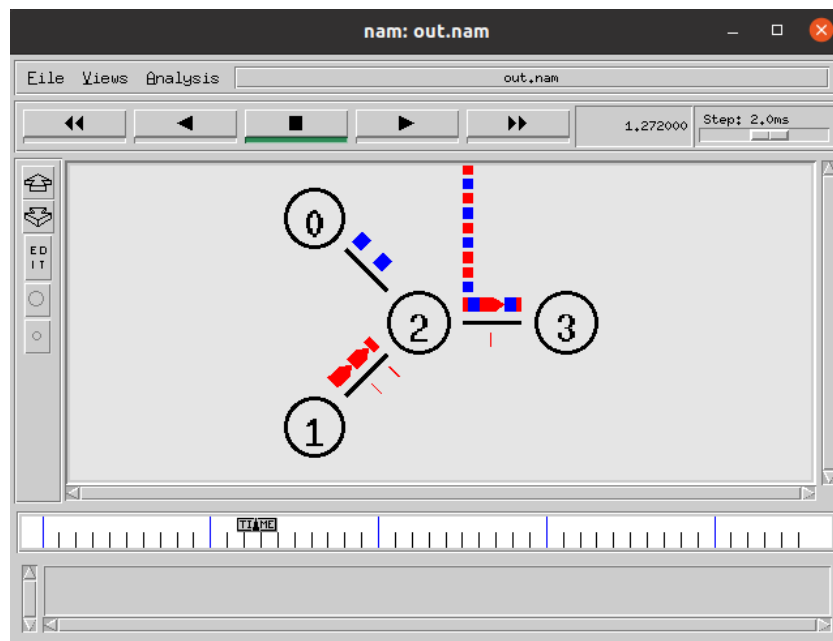 nam: out.nam
File Views Analysis out.nam
1.272000 Step: 2.0ms
ED
IT
0
2 3
1
TIME